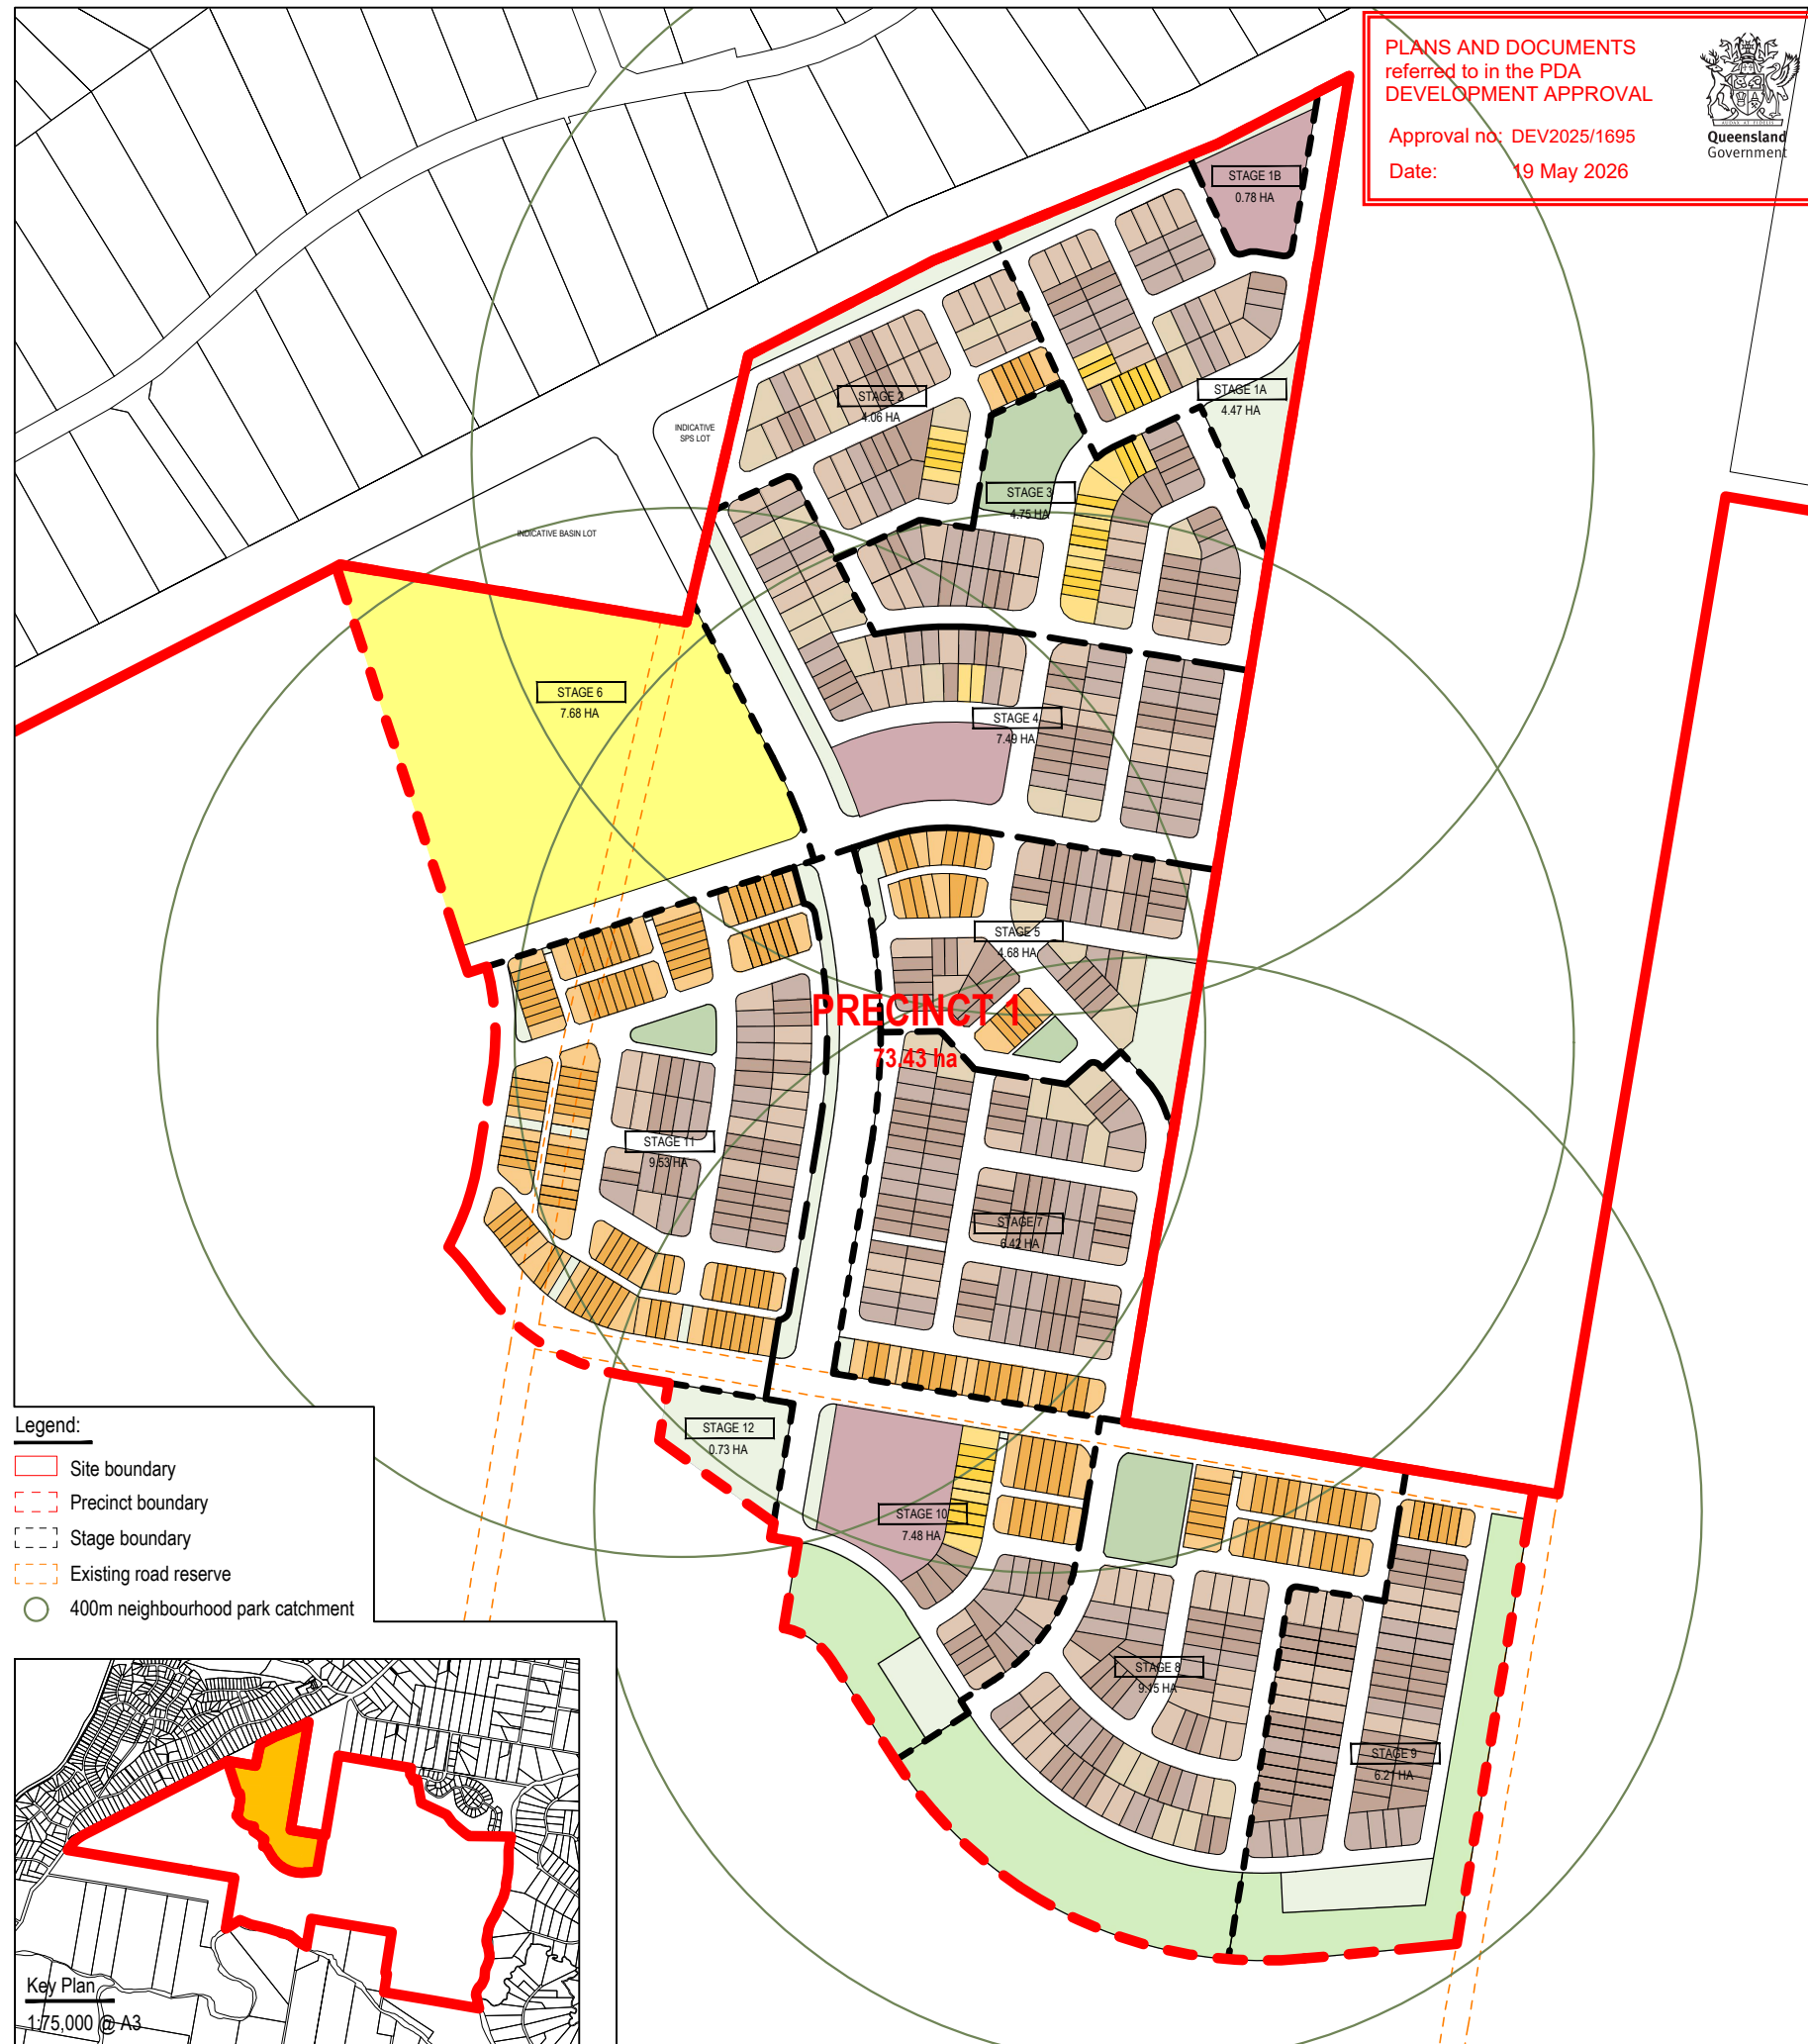 PLANS AND DOCUMENTS
referred to in the PDA
DEVELOPMENT APPROVAL
Approval no: DEV2025/1695
Date: 19 May 2026
Queensland
Government
STAGE 1B
0.78 HA
STAGE 1A
4.47 HA
STAGE 2
4.06 HA
INDICATIVE
SPS LOT
STAGE 3
4.75 HA
INDICATIVE BASIN LOT
STAGE 6
7.68 HA
STAGE 4
7.49 HA
STAGE 5
4.68 HA
PRECINCT 1
73.43 ha
STAGE 11
9.53 HA
STAGE 7
6.42 HA
STAGE 12
0.73 HA
STAGE 10
7.48 HA
STAGE 8
9.15 HA
STAGE 9
6.21 HA
Legend:
Site boundary
Precinct boundary
Stage boundary
Existing road reserve
400m neighbourhood park catchment
Key Plan
1:75,000 @ A3